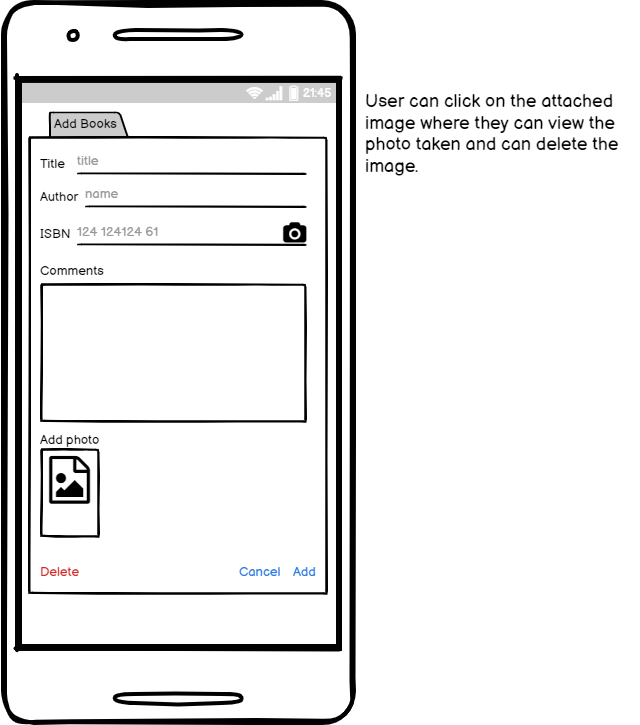 21:45
User can click on the attached
image where they can view the
photo taken and can delete the
image.
Add Books
Title title
Author name
ISBN 124 124124 61
Comments
Add photo
Delete Cancel Add